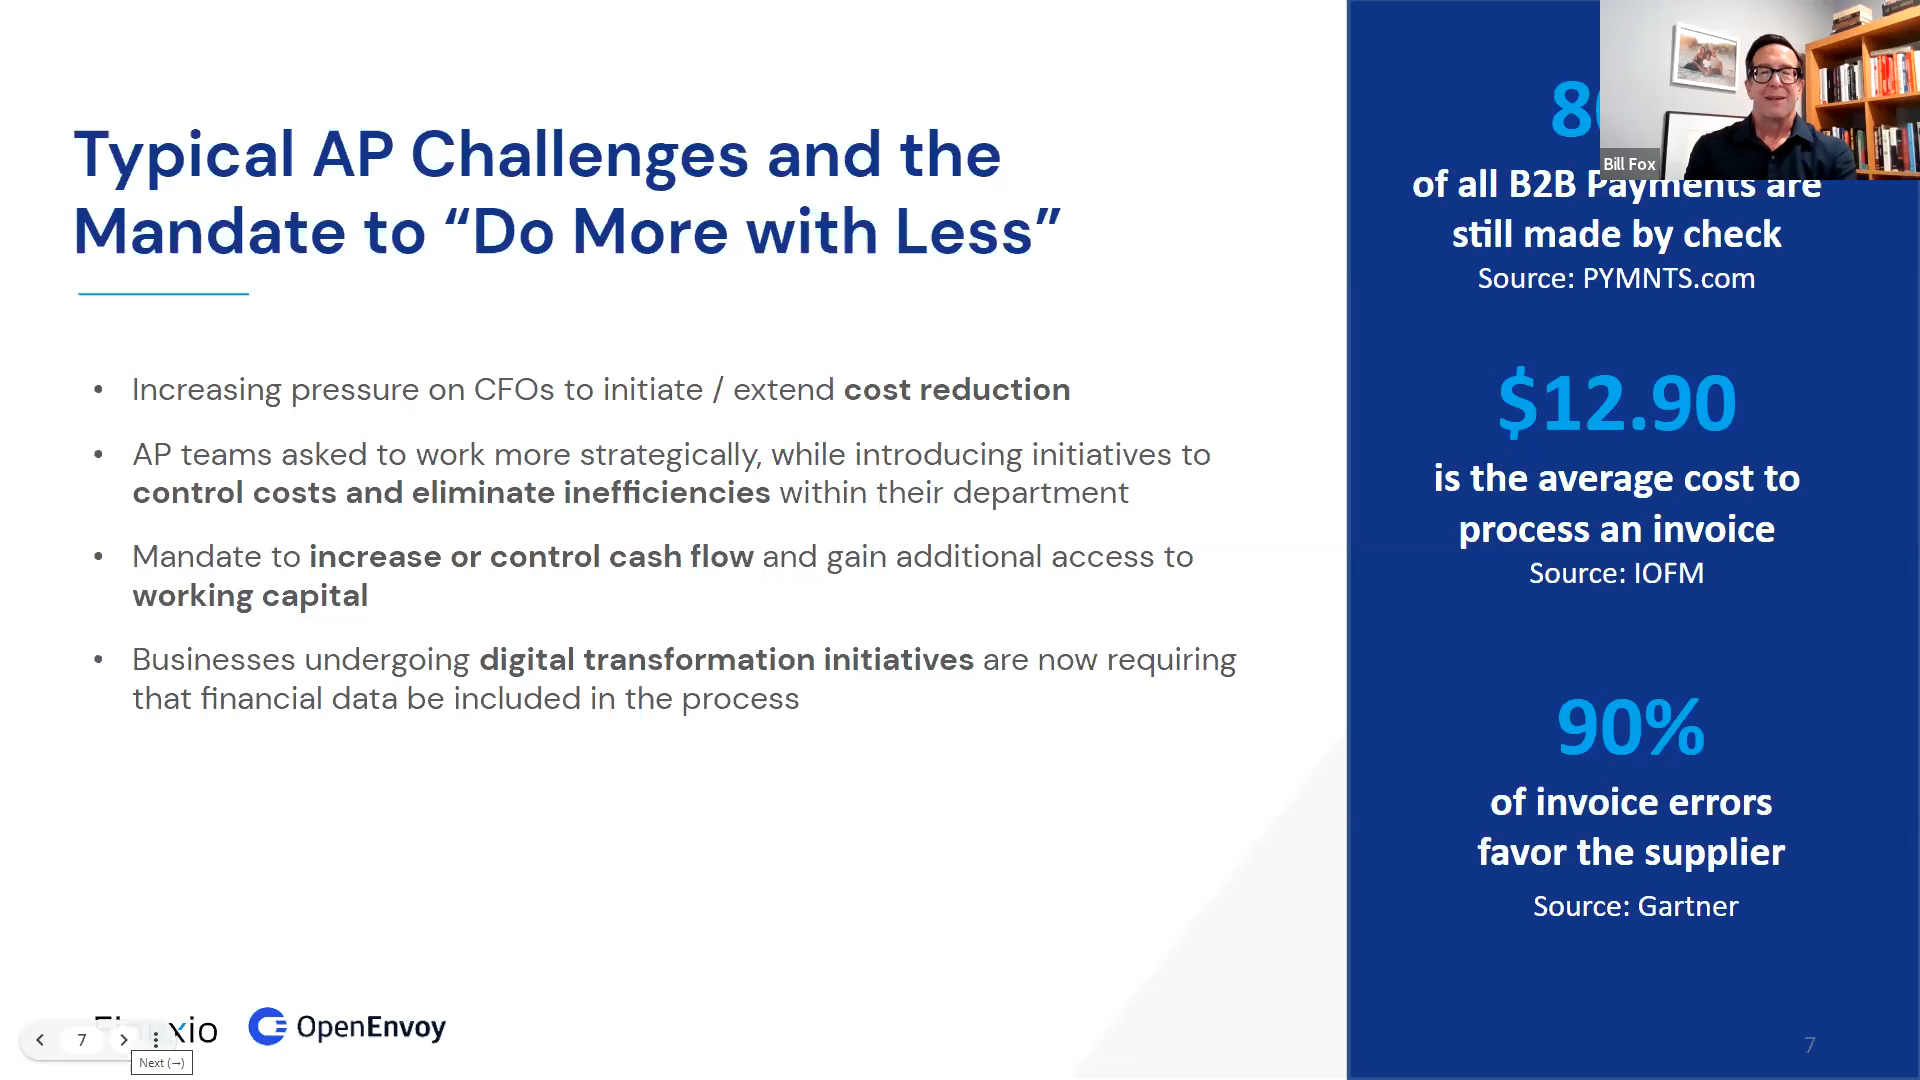 Typical AP Challenges and the
Mandate to “Do More with Less”
• Increasing pressure on CFOs to initiate / extend cost reduction
• AP teams asked to work more strategically, while introducing initiatives to
control costs and eliminate inefficiencies within their department
• Mandate to increase or control cash flow and gain additional access to
working capital
• Businesses undergoing digital transformation initiatives are now requiring
that financial data be included in the process
Bill Fox
of all B2B Payments are
still made by check
Source: PYMNTS.com
$12.90
is the average cost to
process an invoice
Source: IOFM
90%
of invoice errors
favor the supplier
Source: Gartner
OpenEnvoy
7
Next (→)
7